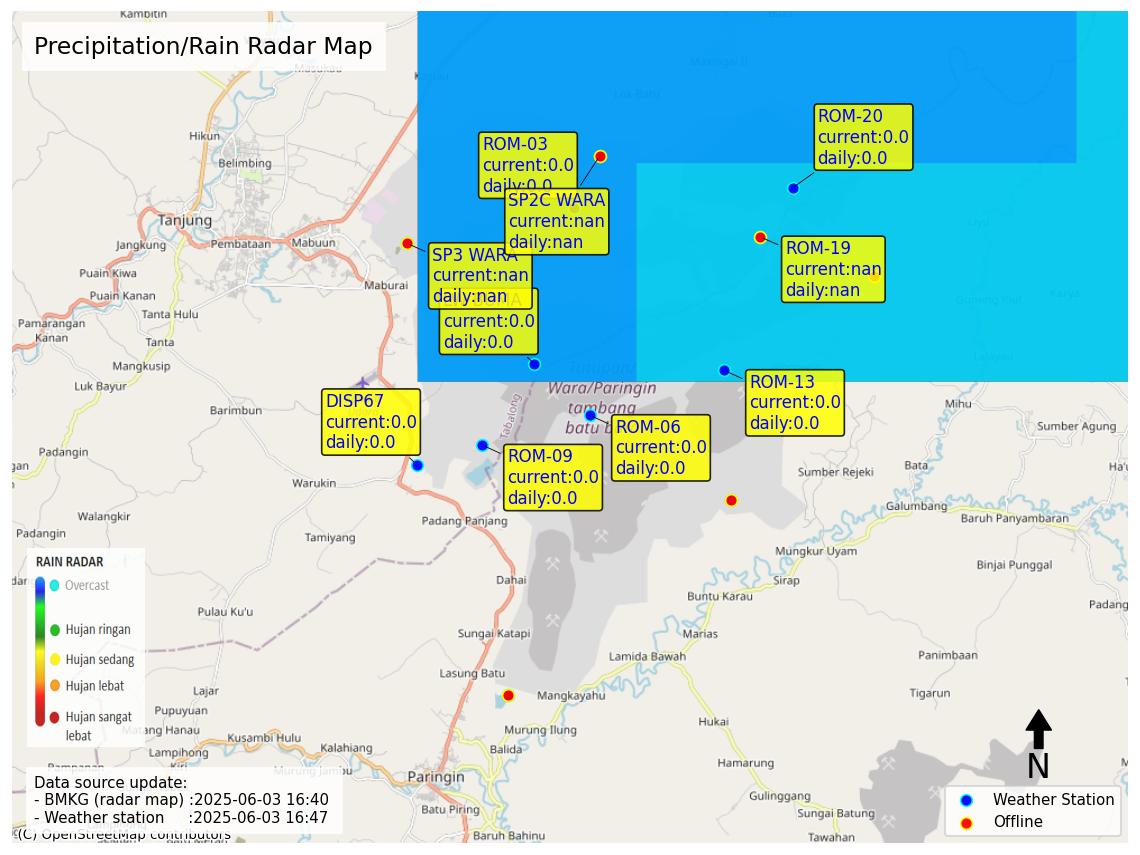 Kambitin
Precipitation/Rain Radar Map
Masukau
Kapau
Maningai II
Lok-Batu
Hikun
Belimbing
ROM-20
current:0.0
daily:0.0
ROM-03
current:0.0
daily:0.0
SP2C WARA
current:nan
daily:nan
Tanjung
Jangkung
Pembataan
Mabuun
Puain Kiwa
Puain Kanan
Maburai
SP3 WARA
current:nan
daily:nan
ROM-19
current:nan
daily:nan
current:0.0
daily:0.0
Tanta Hulu
Pamarangan
Kanan
Tanta
Mangkusip
Luk Bayur
Barimbun
Wara/Paringin
tambang
batu b
Tabalong
DISP67
current:0.0
daily:0.0
ROM-13
current:0.0
daily:0.0
ROM-06
current:0.0
daily:0.0
ROM-09
current:0.0
daily:0.0
Mihu
Sumber Agung
Padangin
Warukin
Sumber Rejeki
Bata
Galumbang
Baruh Panyambaran
Walangkir
Padangin
Tamiyang
Padang Panjang
Mungkur Uyam
Binjai Punggal
Sirap
Dahai
Buntu Karau
Padang
Pulau Ku'u
Sungai Katapi
Marias
Lamida Bawah
Panimbaan
Lasung Batu
Lajar
Tigarun
Pupuyuan
Mangkayahu
Matang Hanau
Murung Ilung
Hukai
Kusambi Hulu
Lampihong
Kalahiang
Balida
Hamarung
Murung Jambu
Paringin
Gulinggang
Batu Piring
Sungai Batung
Baruh Bahinu
Tawahan
RAIN RADAR
Overcast
Hujan ringan
Hujan sedang
Hujan lebat
Hujan sangat
lebat
Data source update:
- BMKG (radar map) :2025-06-03 16:40
- Weather station :2025-06-03 16:47
(C) OpenStreetMap contributors
N
Weather Station
Offline